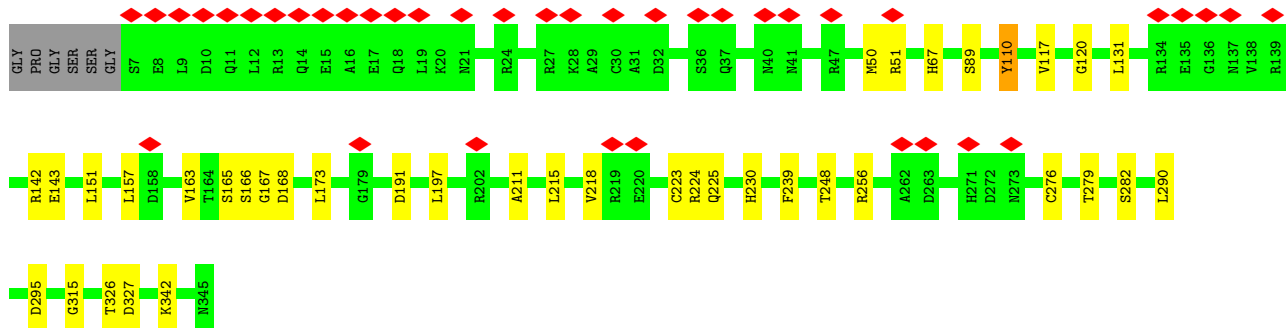 GLY PRO GLY SER SER GLY S7 E8 L9 D10 Q11 L12 R13 Q14 E15 A16 E17 Q18 L19 K20 N21 R24 R27 K28 A29 C30 A31 D32 S36 Q37 N40 N41 R47 M50 R51 H67 S89 Y110 V117 G120 L131 R134 E135 G136 N137 V138 R139
R142 E143 L151 L157 D158 V163 T164 S165 S166 G167 D168 L173 G179 D191 L197 R202 A211 L215 V218 R219 E220 C223 R224 Q225 H230 F239 T248 R256 A62 D263 H271 D272 N273 C276 T279 S282 L290
D295 G315 T326 D327 K342 N345